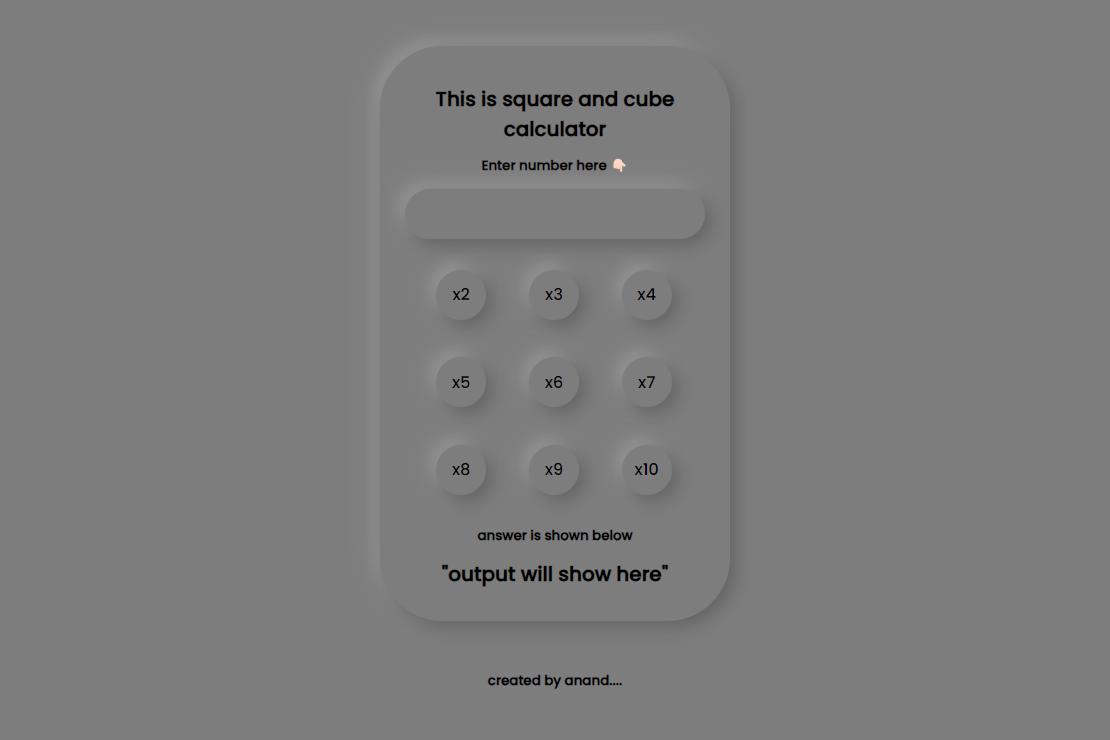 This is square and cube
calculator
Enter number here 👇🏻
x2 x3 x4
x5 x6 x7
x8 x9 x10
answer is shown below
"output will show here"
created by anand....